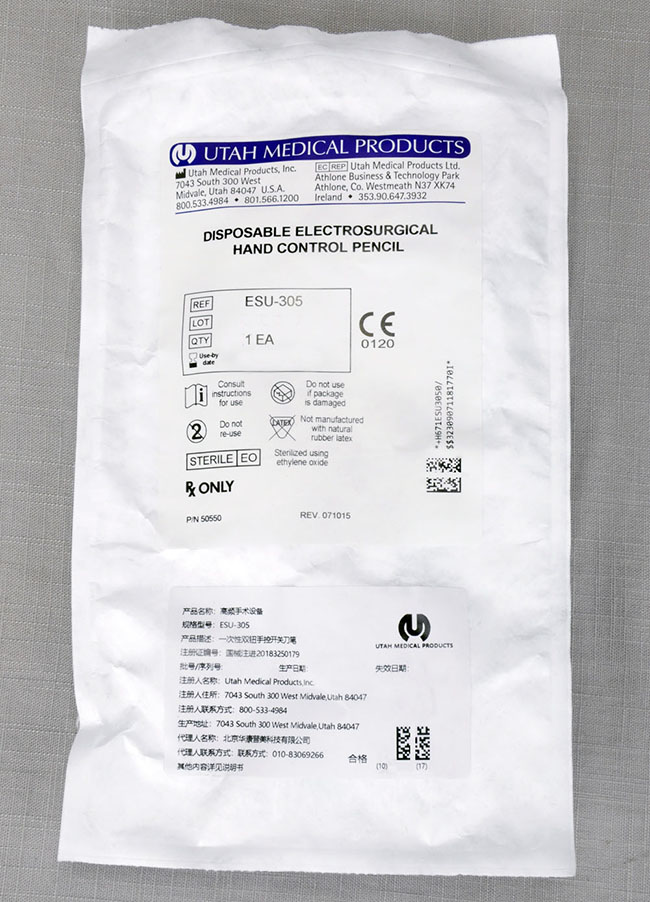 UTAH MEDICAL PRODUCTS
Utah Medical Products, Inc.
7043 South 300 West
Midvale, Utah 84047 U.S.A.
800.533.4984 ♦ 801.566.1200
EC REP Utah Medical Products Ltd.
Athlone Business & Technology Park
Athlone, Co. Westmeath N37 XK74
Ireland ♦ 353.90.647.3932
DISPOSABLE ELECTROSURGICAL
HAND CONTROL PENCIL
REF ESU-305
LOT
QTY 1 EA
Use-by
date
CE
0120
Consult
instructions
for use
Do not use
if package
is damaged
2
Do not
re-use
LATEX
Not manufactured
with natural
rubber latex
STERILE EO
Sterilized using
ethylene oxide
Rx ONLY
P/N 50550
REV. 071015
*+H671ESU3050/
$$3230907118177OI*
产品名称：高频手术设备
规格型号：ESU-305
产品描述：一次性双钮手控开关刀笔
注册证编号：国械注进20183250179
批号/序列号: 生产日期: 失效日期:
注册人名称：Utah Medical Products,Inc.
注册人住所：7043 South 300 West Midvale,Utah 84047
注册人联系方式：800-533-4984
生产地址：7043 South 300 West Midvale,Utah 84047
代理人名称：北京华康普美科技有限公司
代理人联系方式：联系方式：010-83069266
其他内容详见说明书
合格
(10) (17)
UTAH MEDICAL PRODUCTS